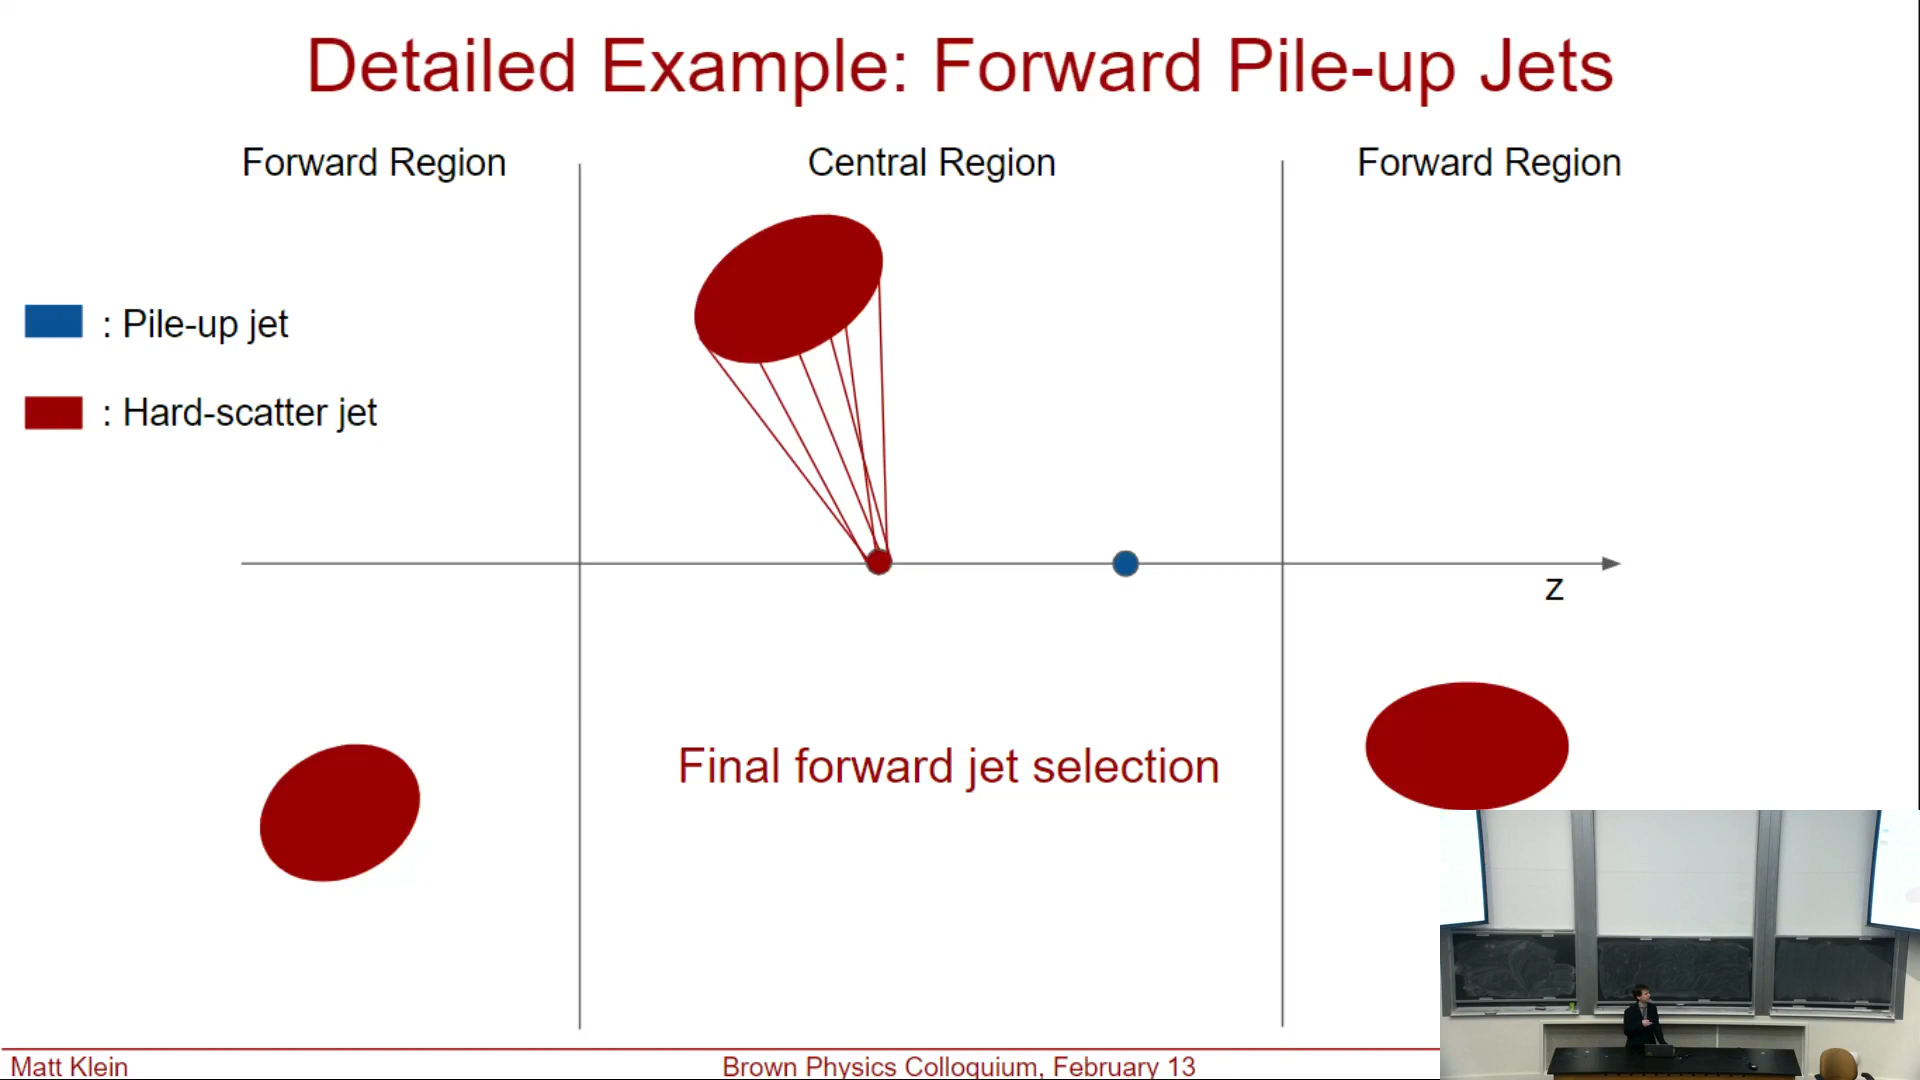 Detailed Example: Forward Pile-up Jets
Forward Region
Central Region
Forward Region
: Pile-up jet
: Hard-scatter jet
z
Final forward jet selection
Matt Klein
Brown Physics Colloquium, February 13